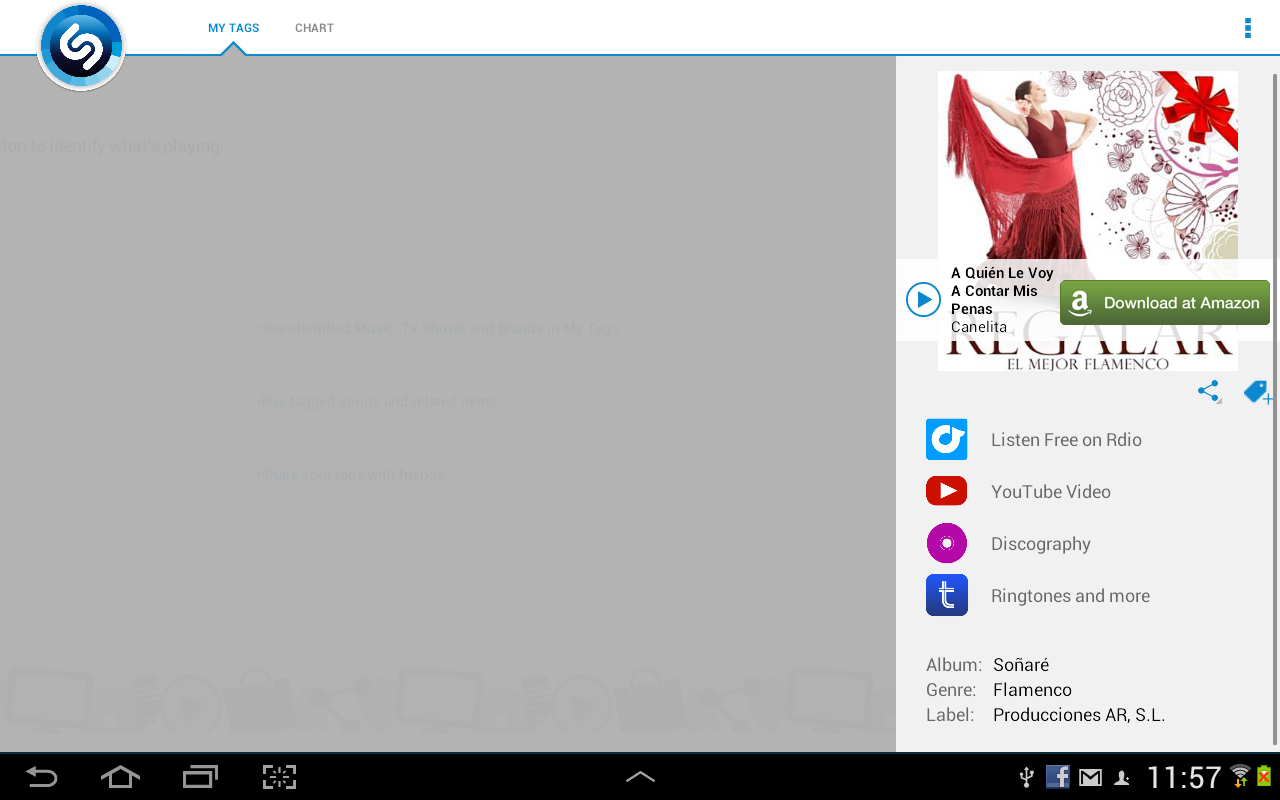 MY TAGS
CHART
tton to identify what's playing.
•See identified Music, TV Shows and Brands in My Tags
•Buy tagged songs and related items
•Share your tags with friends
A Quién Le Voy
A Contar Mis
Penas
Canelita
Download at Amazon
REGALAR
EL MEJOR FLAMENCO
Listen Free on Rdio
YouTube Video
Discography
Ringtones and more
Album: Soñaré
Genre: Flamenco
Label: Producciones AR, S.L.
11:57